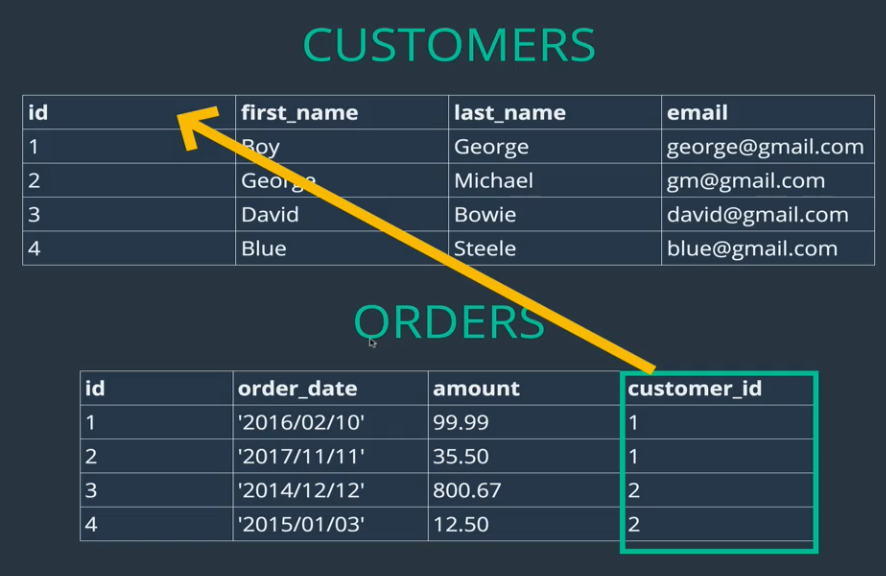 CUSTOMERS
id first_name last_name email
1 Boy George george@gmail.com
2 George Michael gm@gmail.com
3 David Bowie david@gmail.com
4 Blue Steele blue@gmail.com
ORDERS
id order_date amount customer_id
1 '2016/02/10' 99.99 1
2 '2017/11/11' 35.50 1
3 '2014/12/12' 800.67 2
4 '2015/01/03' 12.50 2